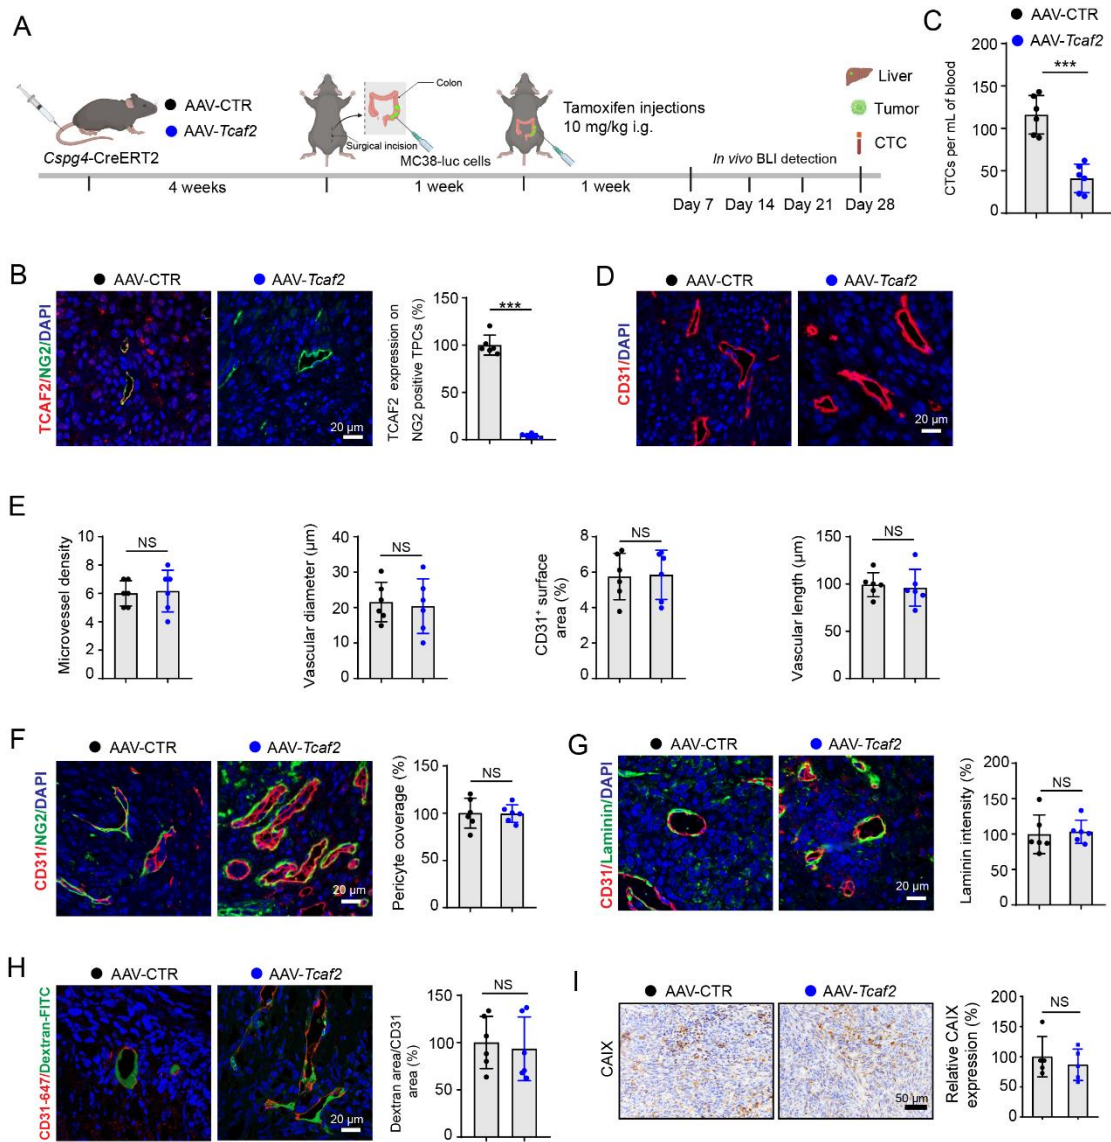 A
AAV-CTR
AAV-Tcaf2
Cspg4-CreERT2
Colon
Surgical incision
MC38-luc cells
Tamoxifen injections
10 mg/kg i.g.
Liver
Tumor
CTC
In vivo BLI detection
4 weeks
1 week
1 week
Day 7
Day 14
Day 21
Day 28
C
AAV-CTR
AAV-Tcaf2
CTCs per mL of blood
200
150
100
50
0
***
B
AAV-CTR
AAV-Tcaf2
TCAF2/NG2/DAPI
20 µm
TCAF2 expression on
NG2 positive TPCs (%)
150
100
50
0
***
D
AAV-CTR
AAV-Tcaf2
CD31/DAPI
20 µm
E
Microvessel density
10
8
6
4
2
0
NS
Vascular diameter (µm)
40
30
20
10
0
NS
CD31⁺ surface
area (%)
8
6
4
2
0
NS
Vascular length (µm)
150
100
50
0
NS
F
AAV-CTR
AAV-Tcaf2
CD31/NG2/DAPI
20 µm
Pericyte coverage (%)
150
100
50
0
NS
G
AAV-CTR
AAV-Tcaf2
CD31/Laminin/DAPI
20 µm
Laminin intensity (%)
200
150
100
50
0
NS
H
AAV-CTR
AAV-Tcaf2
CD31-647/Dextran-FITC
20 µm
Dextran area/CD31
area (%)
150
100
50
0
NS
I
AAV-CTR
AAV-Tcaf2
CAIX
50 µm
Relative CAIX
expression (%)
200
150
100
50
0
NS